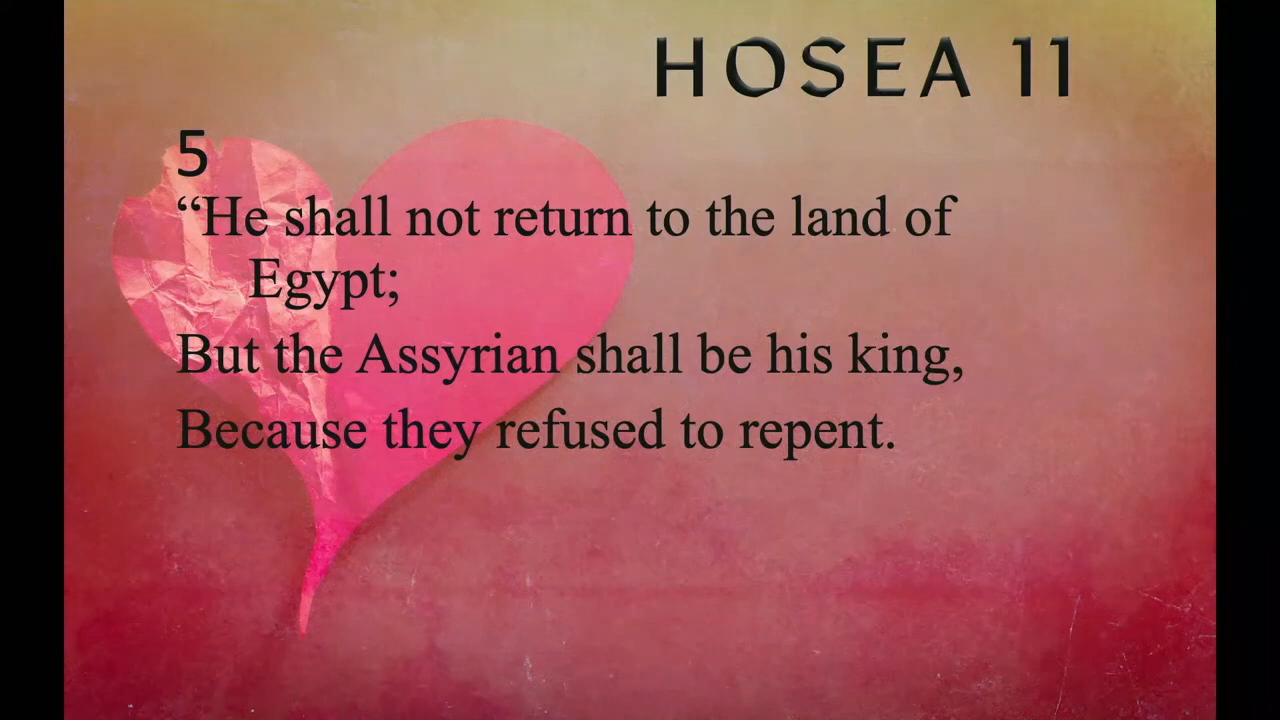 HOSEA 11
5
“He shall not return to the land of
Egypt;
But the Assyrian shall be his king,
Because they refused to repent.